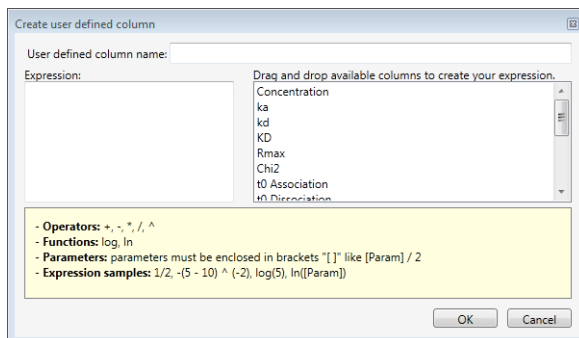 Create user defined column
User defined column name:
Expression:
Drag and drop available columns to create your expression.
Concentration
ka
kd
KD
Rmax
Chi2
t0 Association
t0 Dissociation
- Operators: +, -, *, /, ^
- Functions: log, ln
- Parameters: parameters must be enclosed in brackets "[ ]" like [Param] / 2
- Expression samples: 1/2, -(5 - 10) ^ (-2), log(5), ln([Param])
OK
Cancel